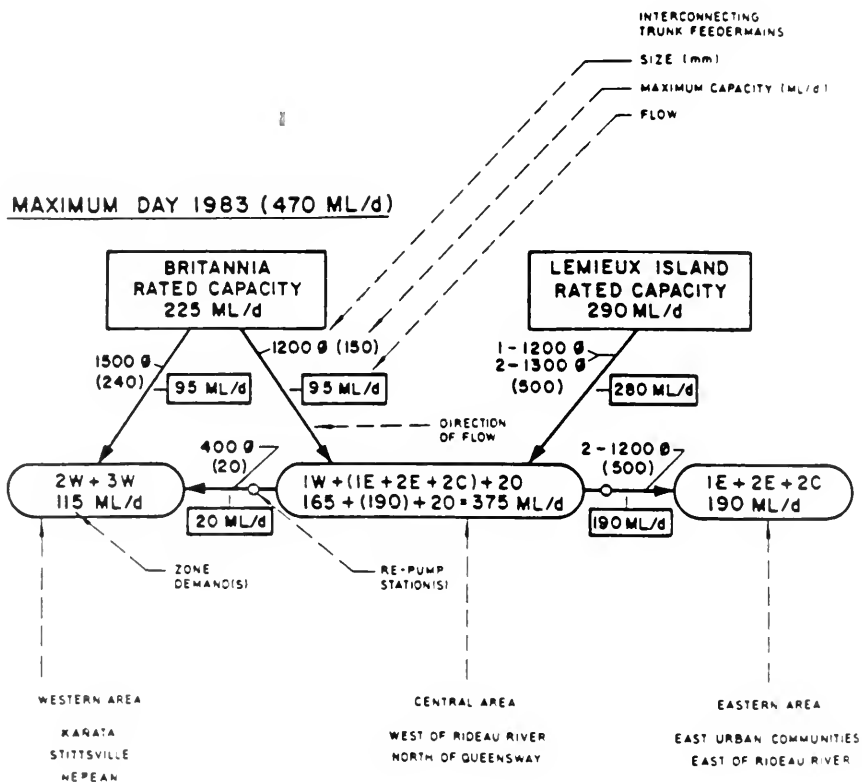 INTERCONNECTING
TRUNK FEEDERMAINS
SIZE (mm)
MAXIMUM CAPACITY (ML/d)
FLOW
MAXIMUM DAY 1983 (470 ML/d)
BRITANNIA
RATED CAPACITY
225 ML/d
LEMIEUX ISLAND
RATED CAPACITY
290 ML/d
1500 Ø
(240)
95 ML/d
1200 Ø (150)
95 ML/d
1-1200 Ø
2-1300 Ø
(500)
280 ML/d
DIRECTION
OF FLOW
2W + 3W
115 ML/d
400 Ø
(20)
20 ML/d
1W + (1E + 2E + 2C) + 20
165 + (190) + 20 = 375 ML/d
2-1200 Ø
(500)
190 ML/d
1E + 2E + 2C
190 ML/d
ZONE
DEMAND(S)
RE-PUMP
STATION(S)
WESTERN AREA
KANATA
STITTSVILLE
NEPEAN
CENTRAL AREA
WEST OF RIDEAU RIVER
NORTH OF QUEENSWAY
EASTERN AREA
EAST URBAN COMMUNITIES
EAST OF RIDEAU RIVER